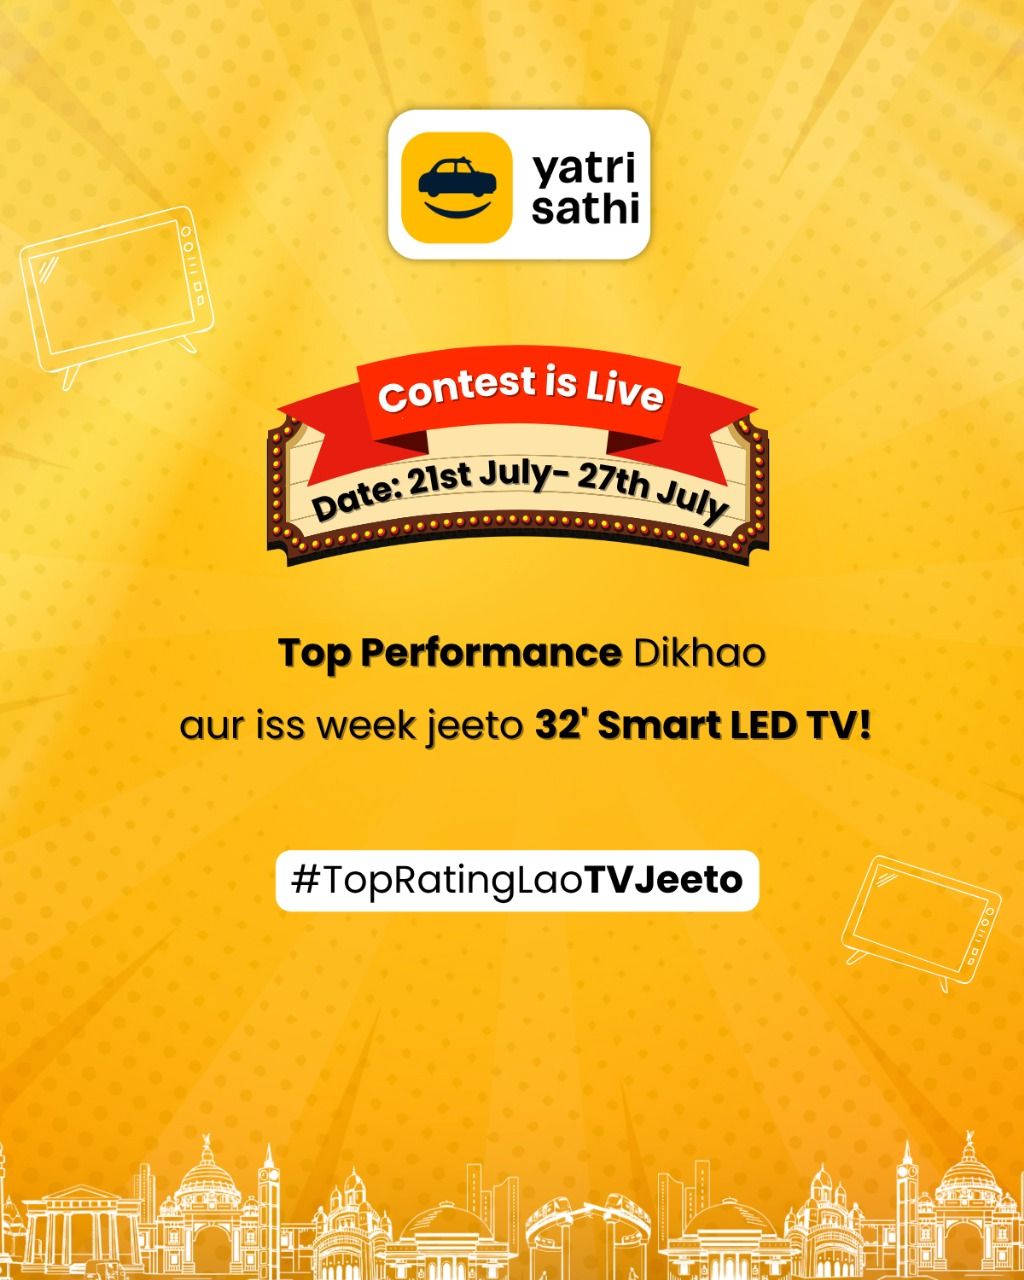 yatri
sathi
Contest is Live
Date: 21st July- 27th July
Top Performance Dikhao
aur iss week jeeto 32' Smart LED TV!
#TopRatingLaoTVJeeto